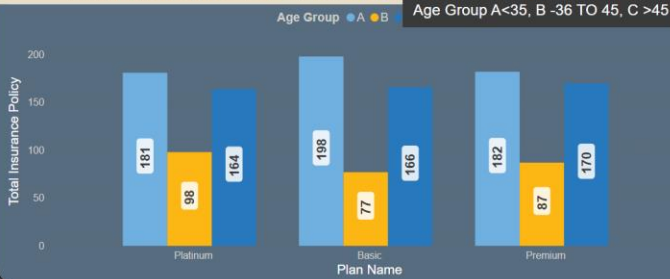 Age Group A B
Age Group A<35, B -36 TO 45, C >45
Total Insurance Policy
200
150
100
50
0
181
98
164
198
77
166
182
87
170
Platinum
Basic
Premium
Plan Name